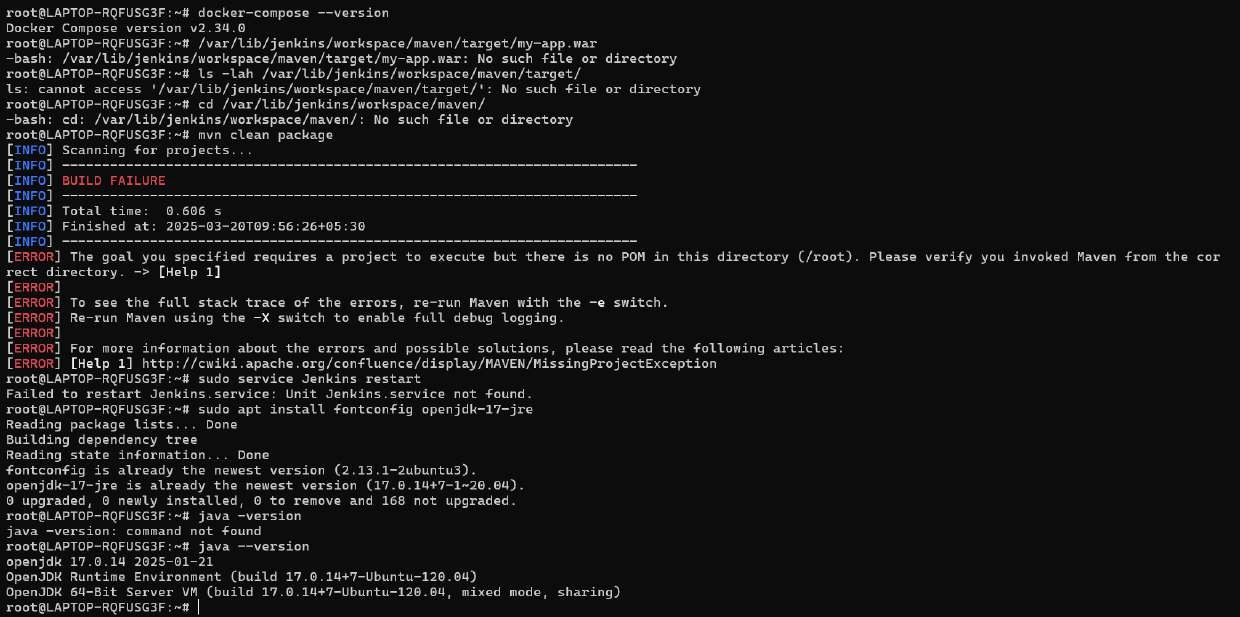 root@LAPTOP-RQFUSG3F:~# docker-compose --version
Docker Compose version v2.34.0
root@LAPTOP-RQFUSG3F:~# /var/lib/jenkins/workspace/maven/target/my-app.war
-bash: /var/lib/jenkins/workspace/maven/target/my-app.war: No such file or directory
root@LAPTOP-RQFUSG3F:~# ls -lah /var/lib/jenkins/workspace/maven/target/
ls: cannot access '/var/lib/jenkins/workspace/maven/target/': No such file or directory
root@LAPTOP-RQFUSG3F:~# cd /var/lib/jenkins/workspace/maven/
-bash: cd: /var/lib/jenkins/workspace/maven/: No such file or directory
root@LAPTOP-RQFUSG3F:~# mvn clean package
[INFO] Scanning for projects...
[INFO] ------------------------------------------------------------------------
[INFO] BUILD FAILURE
[INFO] ------------------------------------------------------------------------
[INFO] Total time:  0.606 s
[INFO] Finished at: 2025-03-20T09:56:26+05:30
[INFO] ------------------------------------------------------------------------
[ERROR] The goal you specified requires a project to execute but there is no POM in this directory (/root). Please verify you invoked Maven from the cor
rect directory. -> [Help 1]
[ERROR]
[ERROR] To see the full stack trace of the errors, re-run Maven with the -e switch.
[ERROR] Re-run Maven using the -X switch to enable full debug logging.
[ERROR]
[ERROR] For more information about the errors and possible solutions, please read the following articles:
[ERROR] [Help 1] http://cwiki.apache.org/confluence/display/MAVEN/MissingProjectException
root@LAPTOP-RQFUSG3F:~# sudo service Jenkins restart
Failed to restart Jenkins.service: Unit Jenkins.service not found.
root@LAPTOP-RQFUSG3F:~# sudo apt install fontconfig openjdk-17-jre
Reading package lists... Done
Building dependency tree
Reading state information... Done
fontconfig is already the newest version (2.13.1-2ubuntu3).
openjdk-17-jre is already the newest version (17.0.14+7-1~20.04).
0 upgraded, 0 newly installed, 0 to remove and 168 not upgraded.
root@LAPTOP-RQFUSG3F:~# java -version
java -version: command not found
root@LAPTOP-RQFUSG3F:~# java --version
openjdk 17.0.14 2025-01-21
OpenJDK Runtime Environment (build 17.0.14+7-Ubuntu-120.04)
OpenJDK 64-Bit Server VM (build 17.0.14+7-Ubuntu-120.04, mixed mode, sharing)
root@LAPTOP-RQFUSG3F:~#